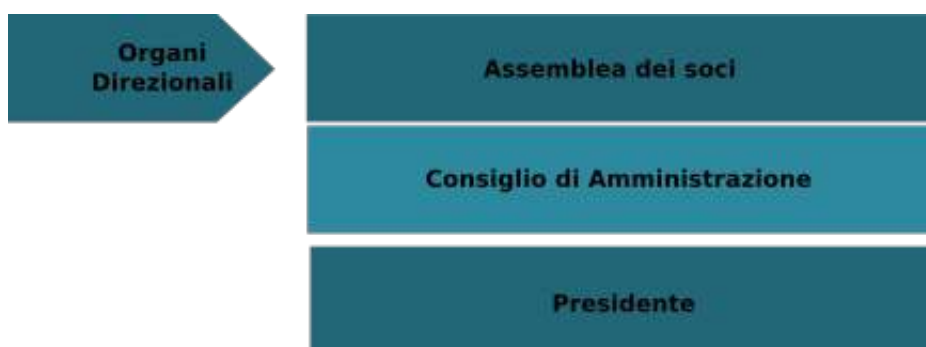 Organi
Direzionali
Assemblea dei soci
Consiglio di Amministrazione
Presidente